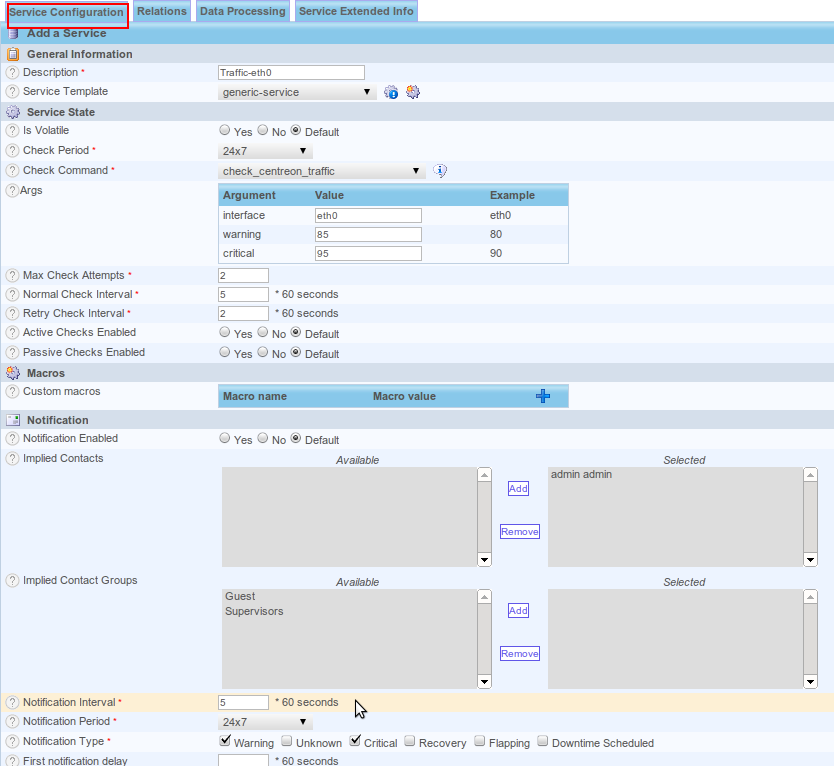 Service Configuration Relations Data Processing Service Extended Info
Add a Service
General Information
? Description * Traffic-eth0
? Service Template generic-service
Service State
? Is Volatile Yes No Default
? Check Period * 24x7
? Check Command * check_centreon_traffic
? Args Argument Value Example
interface eth0 eth0
warning 85 80
critical 95 90
? Max Check Attempts * 2
? Normal Check Interval * 5 * 60 seconds
? Retry Check Interval * 2 * 60 seconds
? Active Checks Enabled Yes No Default
? Passive Checks Enabled Yes No Default
Macros
? Custom macros Macro name Macro value
Notification
? Notification Enabled Yes No Default
? Implied Contacts Available Selected
admin admin
Add
Remove
? Implied Contact Groups Available Selected
Guest
Supervisors Add
Remove
? Notification Interval * 5 * 60 seconds
? Notification Period * 24x7
? Notification Type * Warning Unknown Critical Recovery Flapping Downtime Scheduled
? First notification delay * 60 seconds